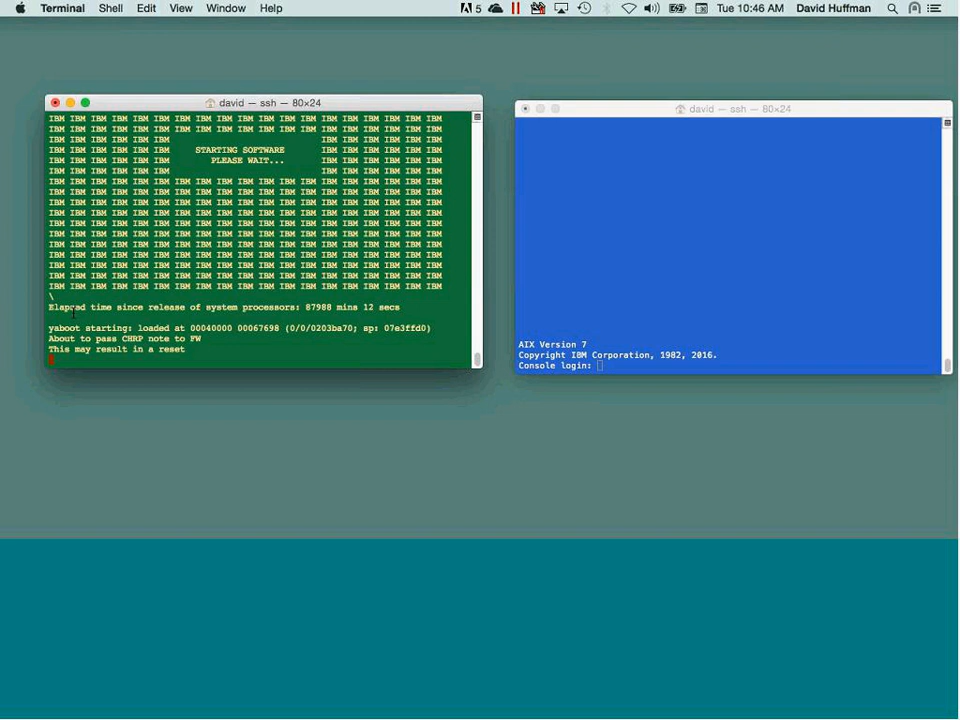 Terminal Shell Edit View Window Help 5 Tue 10:46 AM David Huffman
david — ssh — 80×24
IBM IBM IBM IBM IBM IBM IBM IBM IBM IBM IBM IBM IBM IBM IBM IBM IBM IBM IBM
IBM IBM IBM IBM IBM IBM IBM IBM IBM IBM IBM IBM IBM IBM IBM IBM IBM IBM IBM
IBM IBM IBM IBM IBM IBM IBM IBM IBM IBM IBM IBM
IBM IBM IBM IBM IBM IBM STARTING SOFTWARE IBM IBM IBM IBM IBM IBM
IBM IBM IBM IBM IBM IBM PLEASE WAIT... IBM IBM IBM IBM IBM IBM
IBM IBM IBM IBM IBM IBM IBM IBM IBM IBM IBM IBM
IBM IBM IBM IBM IBM IBM IBM IBM IBM IBM IBM IBM IBM IBM IBM IBM IBM IBM IBM
IBM IBM IBM IBM IBM IBM IBM IBM IBM IBM IBM IBM IBM IBM IBM IBM IBM IBM IBM
IBM IBM IBM IBM IBM IBM IBM IBM IBM IBM IBM IBM IBM IBM IBM IBM IBM IBM IBM
IBM IBM IBM IBM IBM IBM IBM IBM IBM IBM IBM IBM IBM IBM IBM IBM IBM IBM IBM
IBM IBM IBM IBM IBM IBM IBM IBM IBM IBM IBM IBM IBM IBM IBM IBM IBM IBM IBM
IBM IBM IBM IBM IBM IBM IBM IBM IBM IBM IBM IBM IBM IBM IBM IBM IBM IBM IBM
IBM IBM IBM IBM IBM IBM IBM IBM IBM IBM IBM IBM IBM IBM IBM IBM IBM IBM IBM
IBM IBM IBM IBM IBM IBM IBM IBM IBM IBM IBM IBM IBM IBM IBM IBM IBM IBM IBM
IBM IBM IBM IBM IBM IBM IBM IBM IBM IBM IBM IBM IBM IBM IBM IBM IBM IBM IBM
IBM IBM IBM IBM IBM IBM IBM IBM IBM IBM IBM IBM IBM IBM IBM IBM IBM IBM IBM
IBM IBM IBM IBM IBM IBM IBM IBM IBM IBM IBM IBM IBM IBM IBM IBM IBM IBM IBM
\
Elapsed time since release of system processors: 87988 mins 12 secs
yaboot starting: loaded at 00040000 00067698 (0/0/0203ba70; sp: 07e3ffd0)
About to pass CHRP note to FW
This may result in a reset
david — ssh — 80×24
AIX Version 7
Copyright IBM Corporation, 1982, 2016.
Console login: